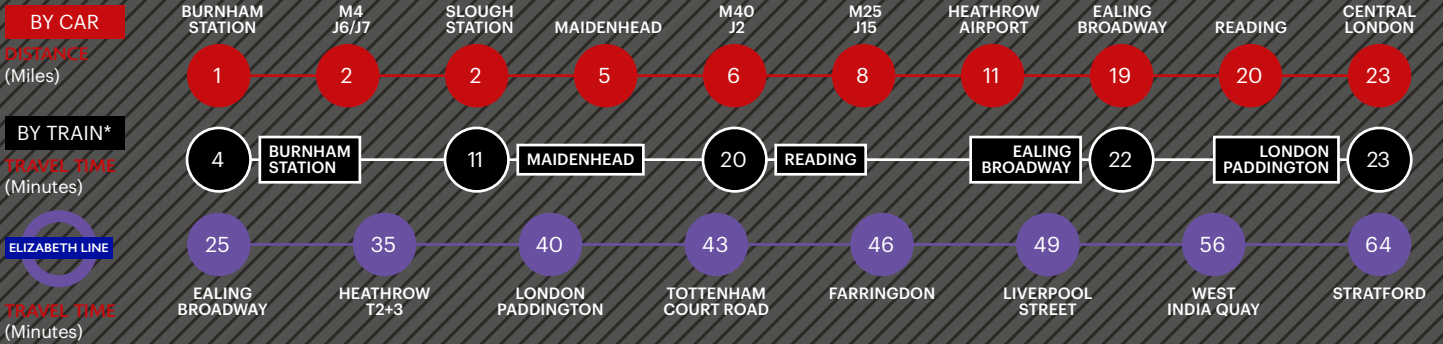 BY CAR
DISTANCE
(Miles)
BURNHAM
STATION
M4
J6/J7
SLOUGH
STATION
MAIDENHEAD
M40
J2
M25
J15
HEATHROW
AIRPORT
EALING
BROADWAY
READING
CENTRAL
LONDON
1
2
2
5
6
8
11
19
20
23
BY TRAIN*
TRAVEL TIME
(Minutes)
4
BURNHAM
STATION
11
MAIDENHEAD
20
READING
EALING
BROADWAY
22
LONDON
PADDINGTON
23
ELIZABETH LINE
TRAVEL TIME
(Minutes)
25
35
40
43
46
49
56
64
EALING
BROADWAY
HEATHROW
T2+3
LONDON
PADDINGTON
TOTTENHAM
COURT ROAD
FARRINGDON
LIVERPOOL
STREET
WEST
INDIA QUAY
STRATFORD